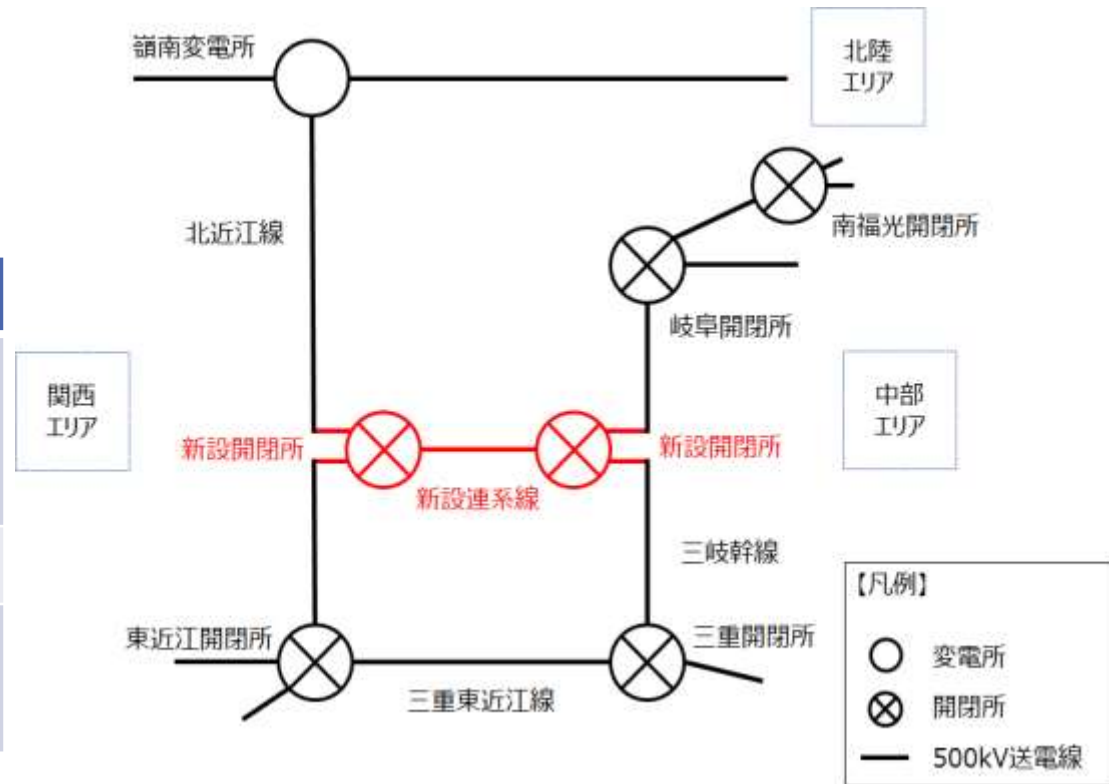 嶺南変電所
北陸
エリア
南福光開閉所
北近江線
岐阜開閉所
関西
エリア
中部
エリア
新設開閉所
新設開閉所
新設連系線
三岐幹線
東近江開閉所
三重開閉所
三重東近江線
【凡例】
変電所
開閉所
500kV送電線